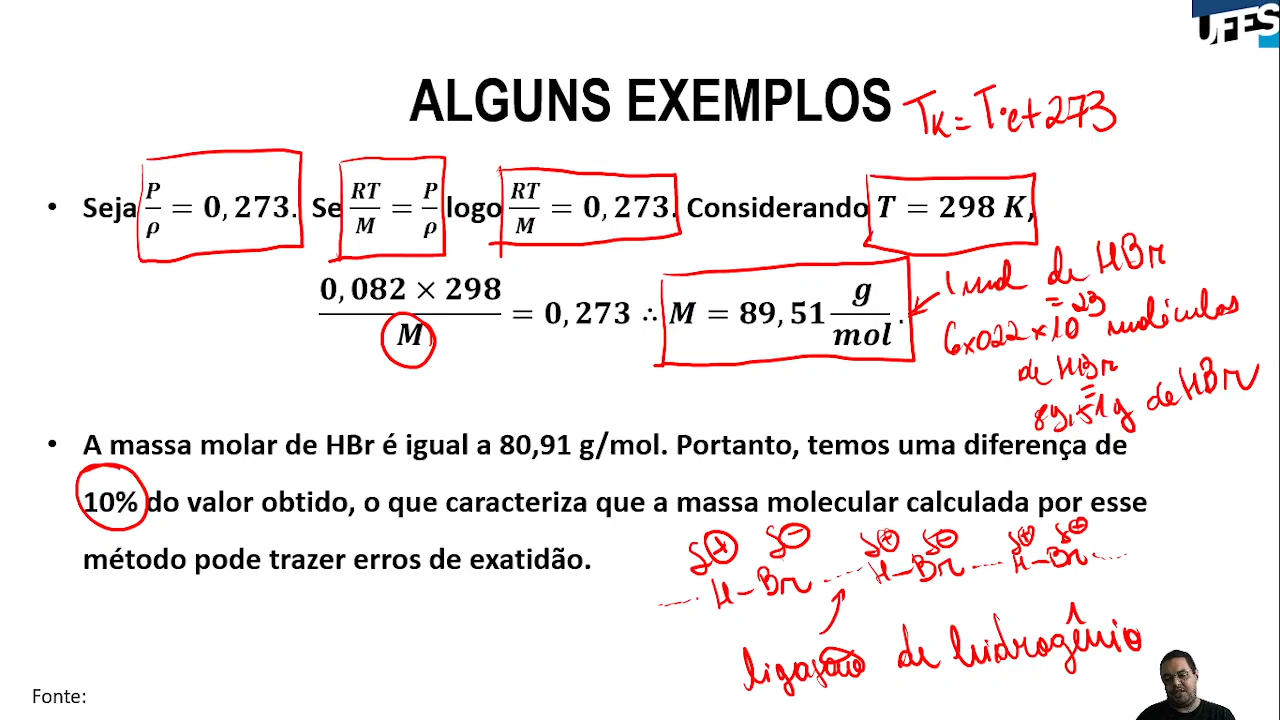 UFES
ALGUNS EXEMPLOS
TK = T°C + 273
• Seja P/ρ = 0,273. Se RT/M = P/ρ logo RT/M = 0,273. Considerando T = 298 K,
0,082 × 298 / M = 0,273 ∴ M = 89,51 g/mol.
1 mol de HBr
=
6,022 × 10²³ moléculas
de HBr
=
89,51g de HBr
• A massa molar de HBr é igual a 80,91 g/mol. Portanto, temos uma diferença de
10% do valor obtido, o que caracteriza que a massa molecular calculada por esse
método pode trazer erros de exatidão.
δ⊕ δ⊖ δ⊕ δ⊖ δ⊕ δ⊖
.... H–Br .... H–Br .... H–Br ....
ligação de hidrogênio
Fonte: